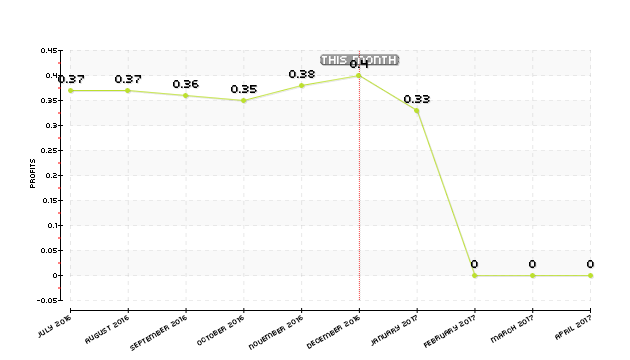 THIS MONTH
0.45
0.4
0.35
0.3
0.25
0.2
0.15
0.1
0.05
0
-0.05
PROFITS
0.37
0.37
0.36
0.35
0.38
0.4
0.33
0
0
0
JULY 2016
AUGUST 2016
SEPTEMBER 2016
OCTOBER 2016
NOVEMBER 2016
DECEMBER 2016
JANUARY 2017
FEBRUARY 2017
MARCH 2017
APRIL 2017